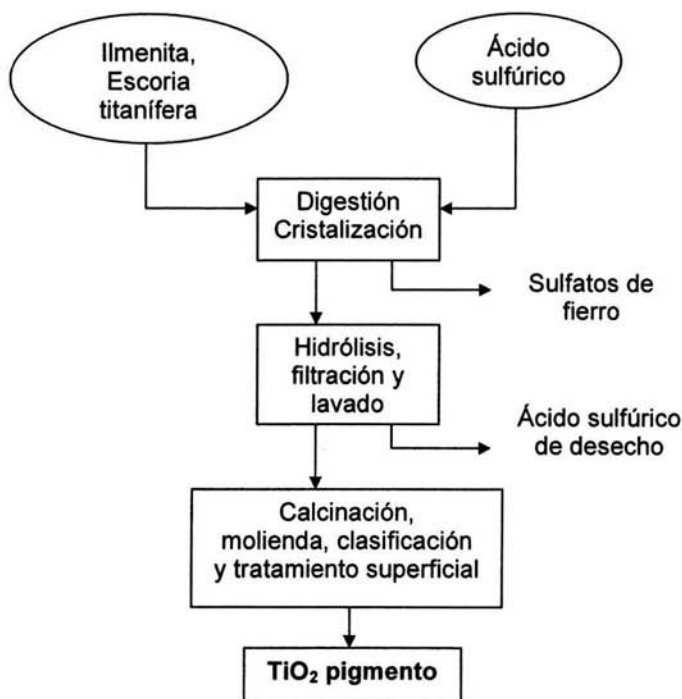 Ilmenita,
Escoria
titanífera
Ácido
sulfúrico
Digestión
Cristalización
Sulfatos de
fierro
Hidrólisis,
filtración y
lavado
Ácido sulfúrico
de desecho
Calcinación,
molienda, clasificación
y tratamiento superficial
TiO₂ pigmento